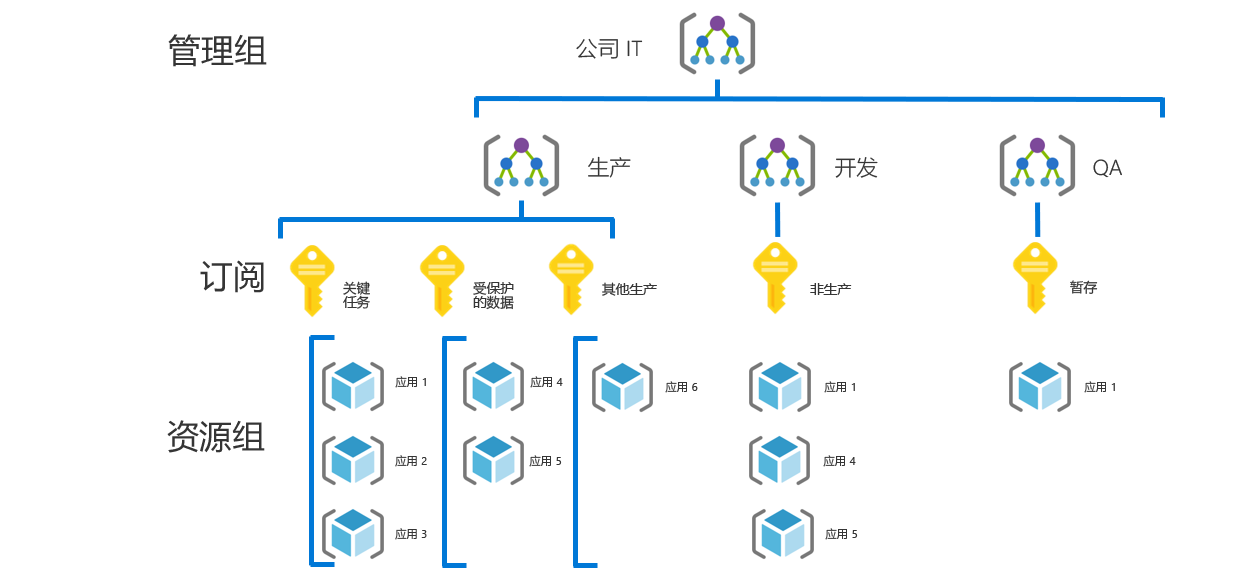 管理组
公司 IT
生产
开发
QA
订阅
关键
任务
受保护
的数据
其他生产
非生产
暂存
资源组
应用 1
应用 4
应用 6
应用 1
应用 1
应用 2
应用 5
应用 4
应用 3
应用 5